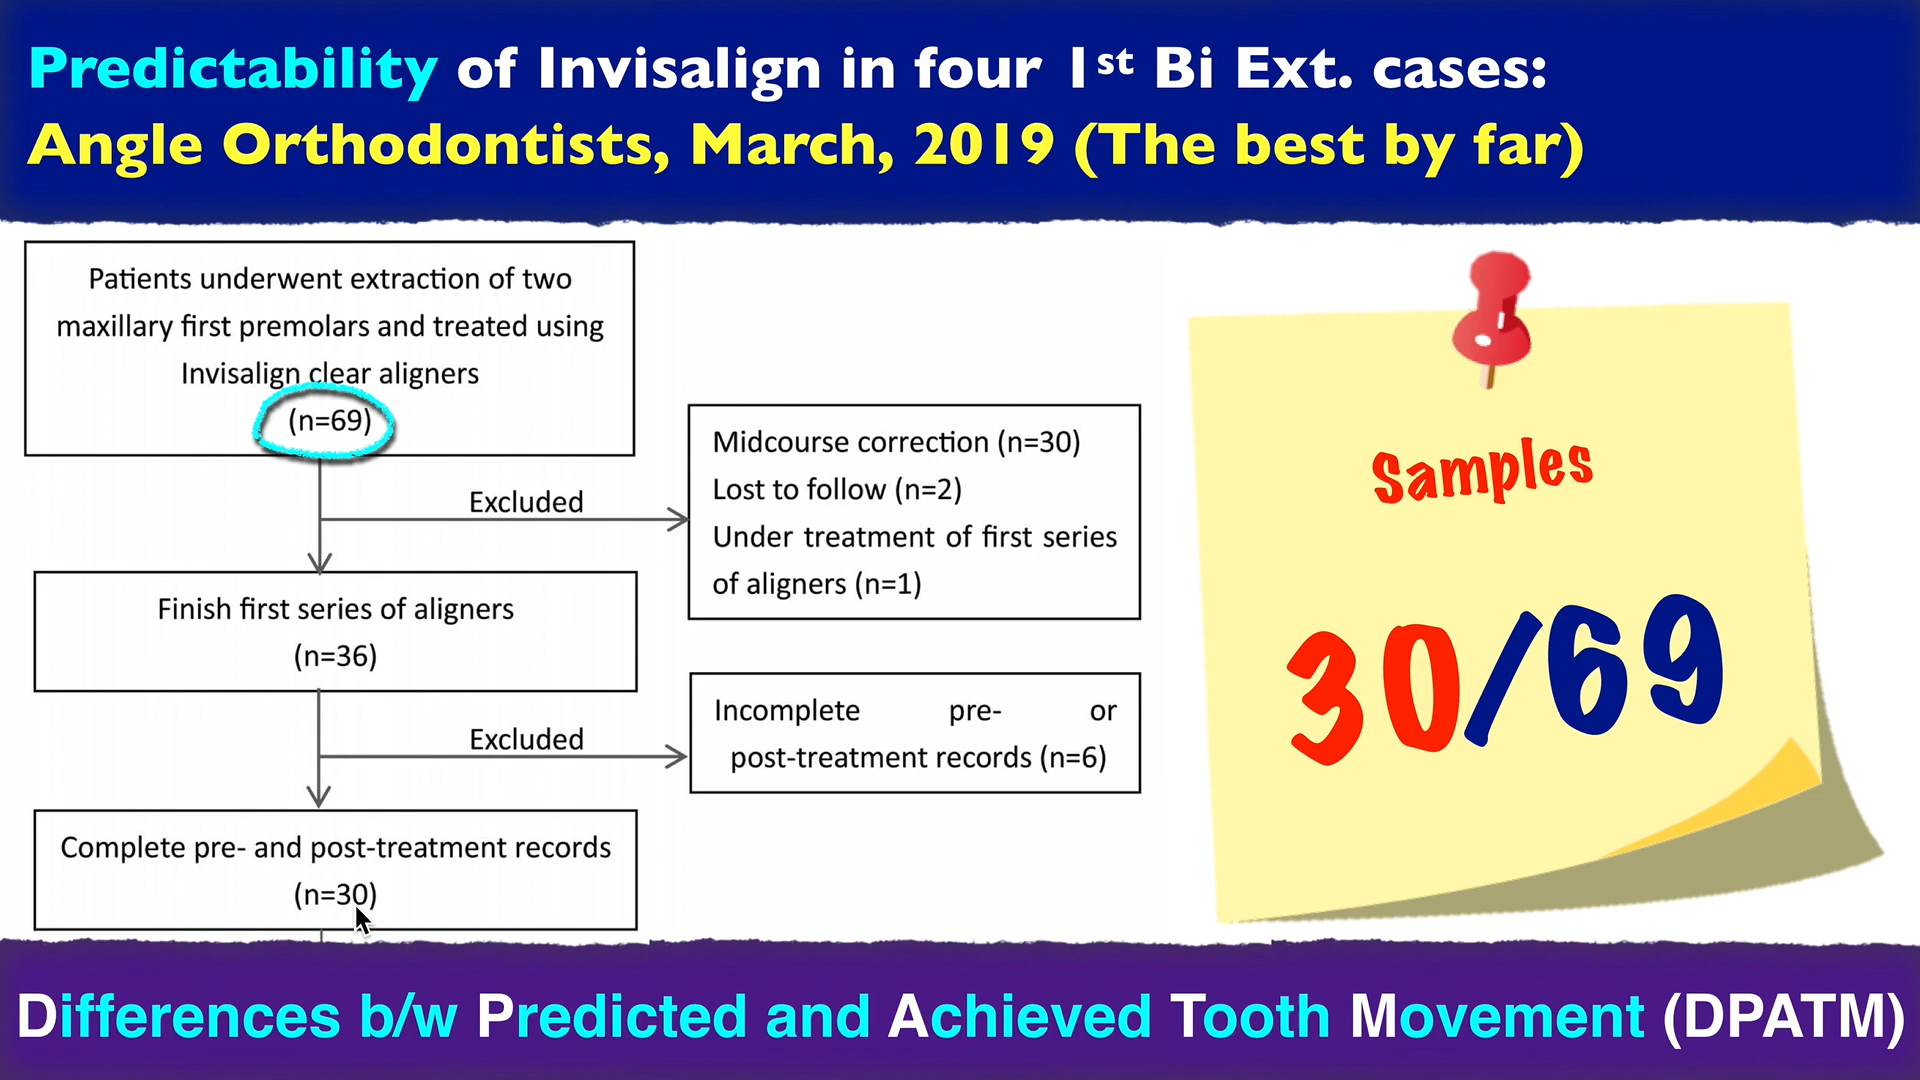 Predictability of Invisalign in four 1st Bi Ext. cases:
Angle Orthodontists, March, 2019 (The best by far)
Patients underwent extraction of two
maxillary first premolars and treated using
Invisalign clear aligners
(n=69)
Excluded
Midcourse correction (n=30)
Lost to follow (n=2)
Under treatment of first series
of aligners (n=1)
Finish first series of aligners
(n=36)
Excluded
Incomplete pre- or
post-treatment records (n=6)
Complete pre- and post-treatment records
(n=30)
Samples
30/69
Differences b/w Predicted and Achieved Tooth Movement (DPATM)